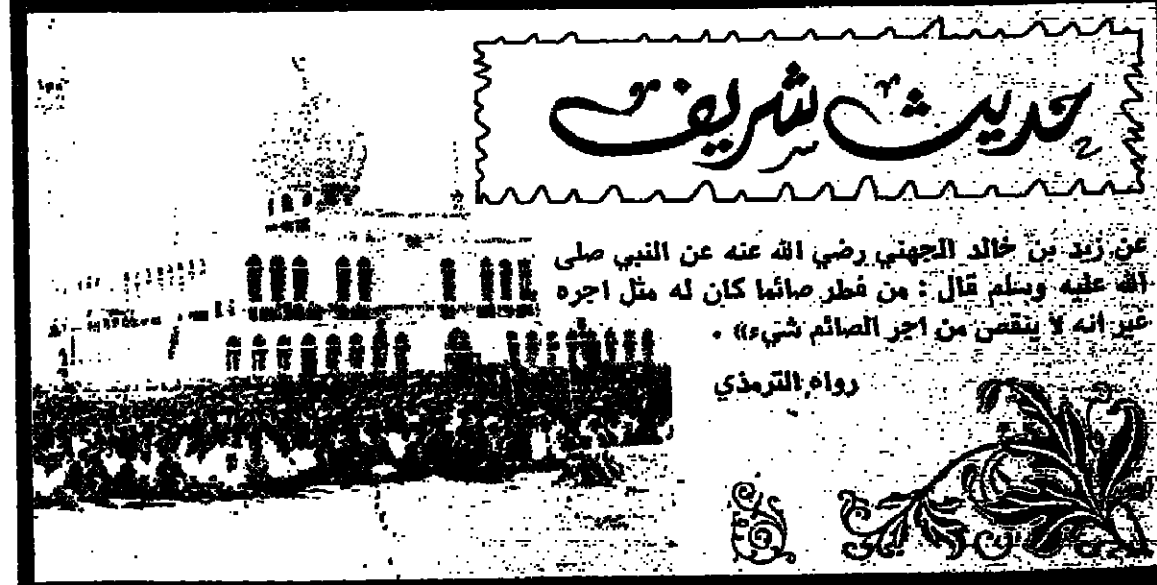 حديث شريف
عن زيد بن خالد الجهني رضي الله عنه عن النبي صلى
الله عليه وسلم قال : من فطر صائما كان له مثل اجره
غير انه لا ينقص من اجر الصائم شيء» .
رواه الترمذي